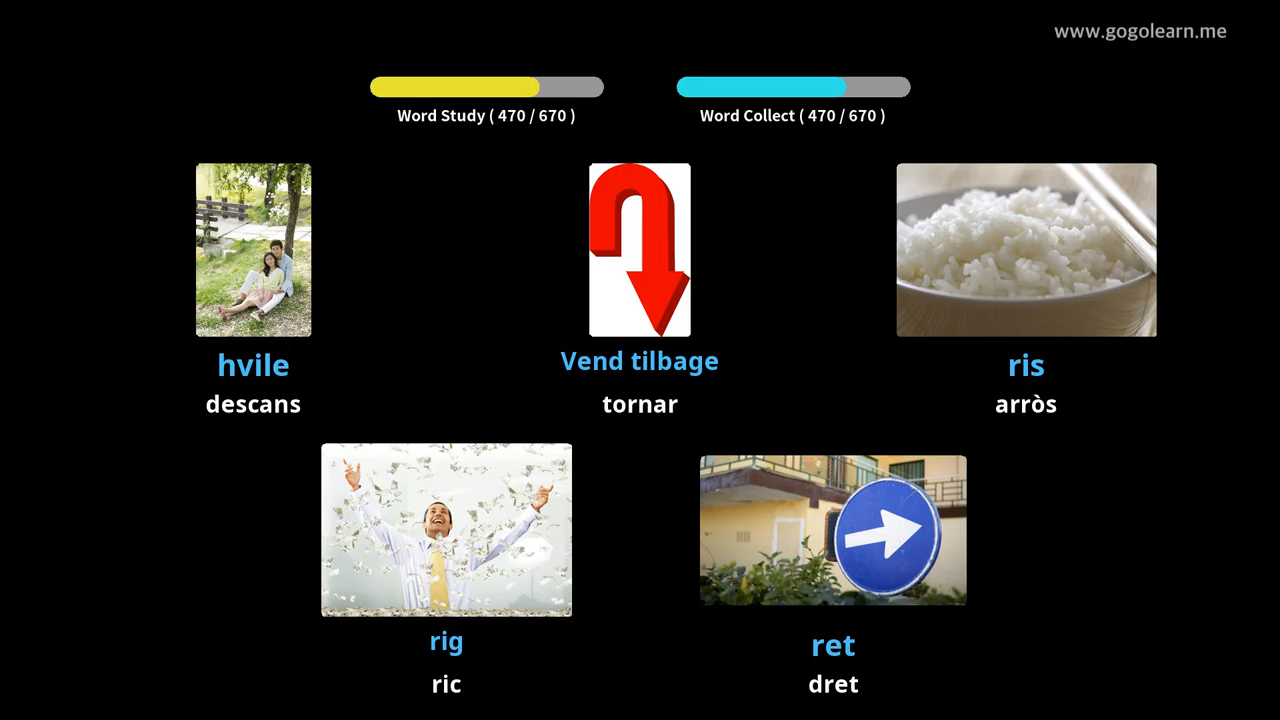 www.gogolearn.me
Word Study ( 470 / 670 )
Word Collect ( 470 / 670 )
hvile
Vend tilbage
ris
descans
tornar
arròs
rig
ret
ric
dret